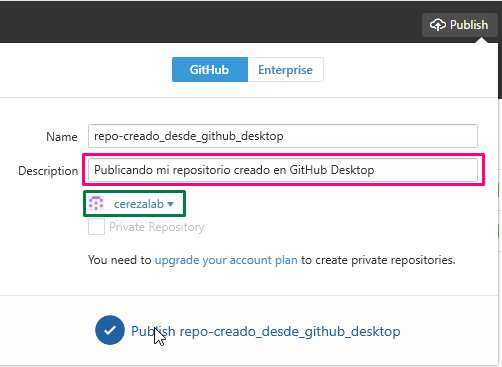 Publish
GitHub Enterprise
Name repo-creado_desde_github_desktop
Description Publicando mi repositorio creado en GitHub Desktop
cerezalab
Private Repository
You need to upgrade your account plan to create private repositories.
Publish repo-creado_desde_github_desktop